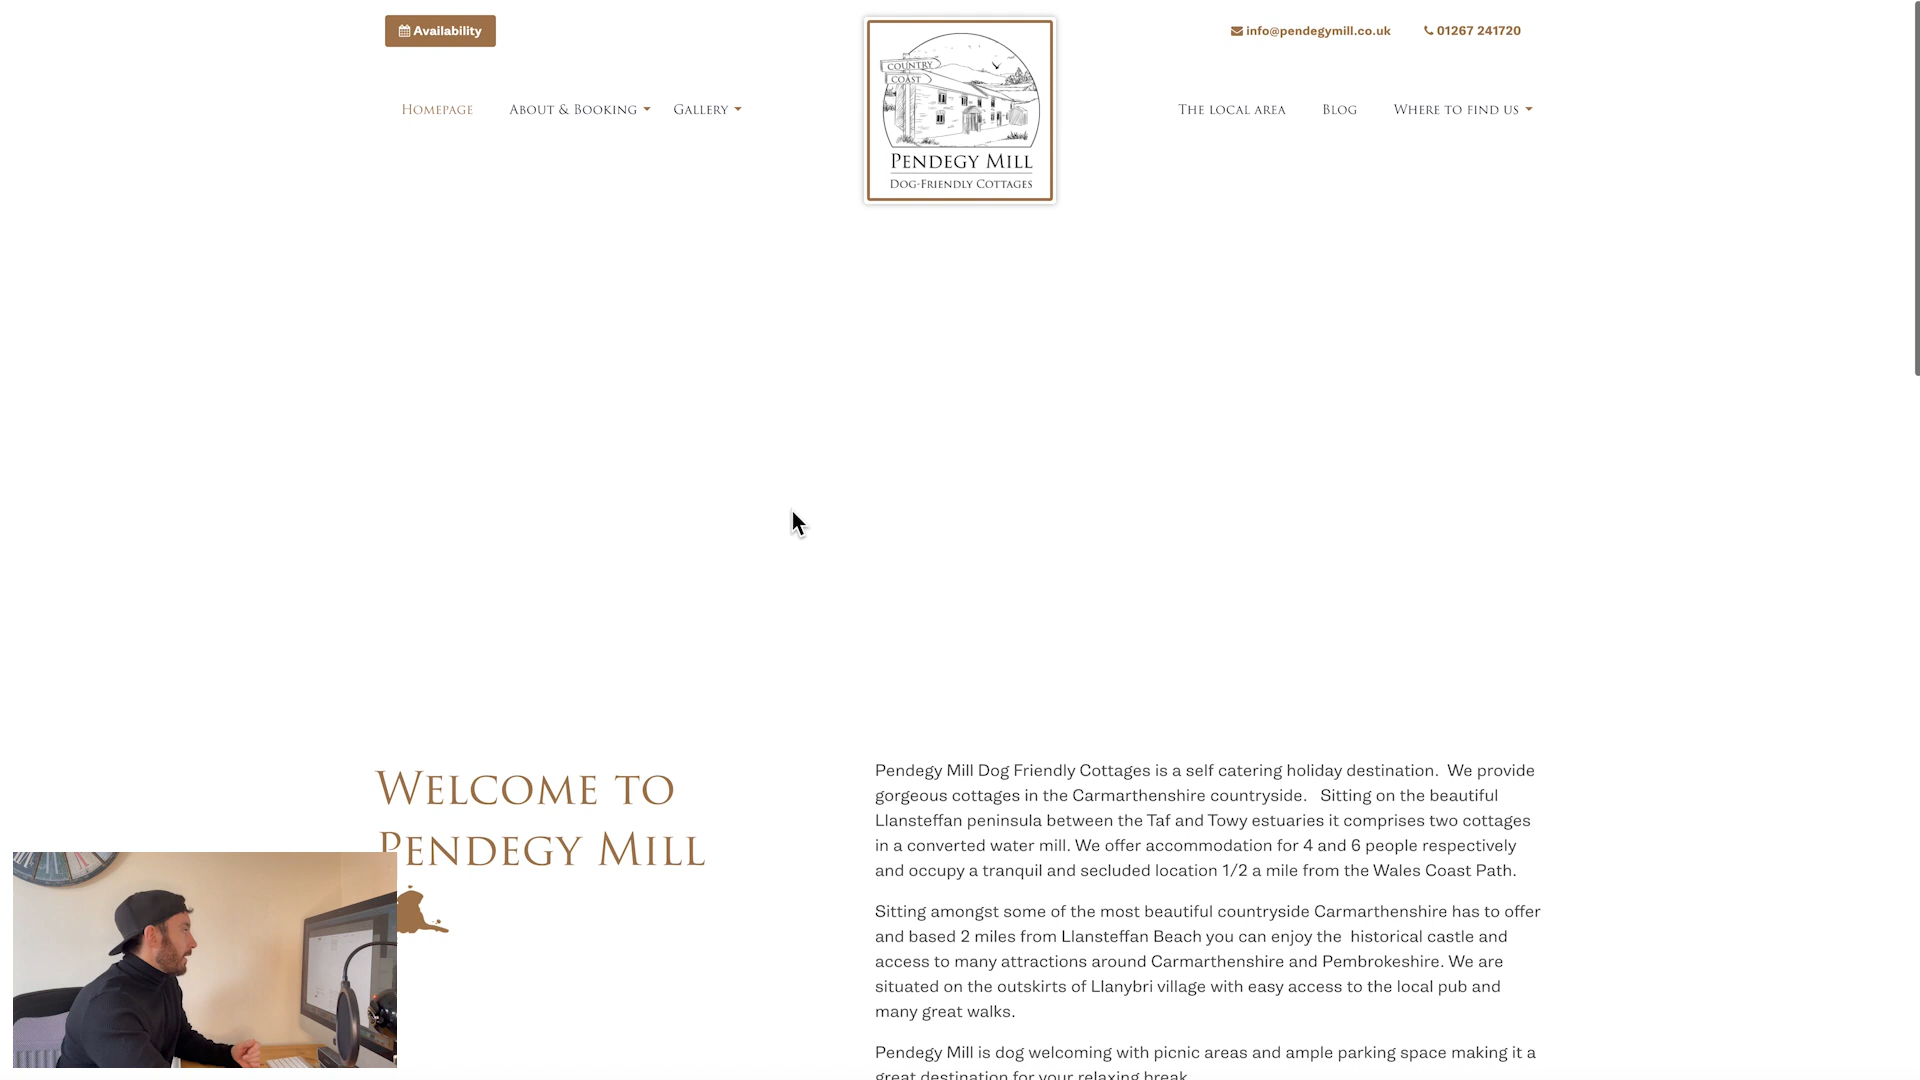 Availability
info@pendegymill.co.uk
01267 241720
Homepage
About & Booking
Gallery
Country
Coast
Pendegy Mill
Dog-Friendly Cottages
The local area
Blog
Where to find us
Welcome to
Pendegy Mill
Pendegy Mill Dog Friendly Cottages is a self catering holiday destination.  We provide
gorgeous cottages in the Carmarthenshire countryside.   Sitting on the beautiful
Llansteffan peninsula between the Taf and Towy estuaries it comprises two cottages
in a converted water mill. We offer accommodation for 4 and 6 people respectively
and occupy a tranquil and secluded location 1/2 a mile from the Wales Coast Path.
Sitting amongst some of the most beautiful countryside Carmarthenshire has to offer
and based 2 miles from Llansteffan Beach you can enjoy the  historical castle and
access to many attractions around Carmarthenshire and Pembrokeshire. We are
situated on the outskirts of Llanybri village with easy access to the local pub and
many great walks.
Pendegy Mill is dog welcoming with picnic areas and ample parking space making it a
great destination for your relaxing break